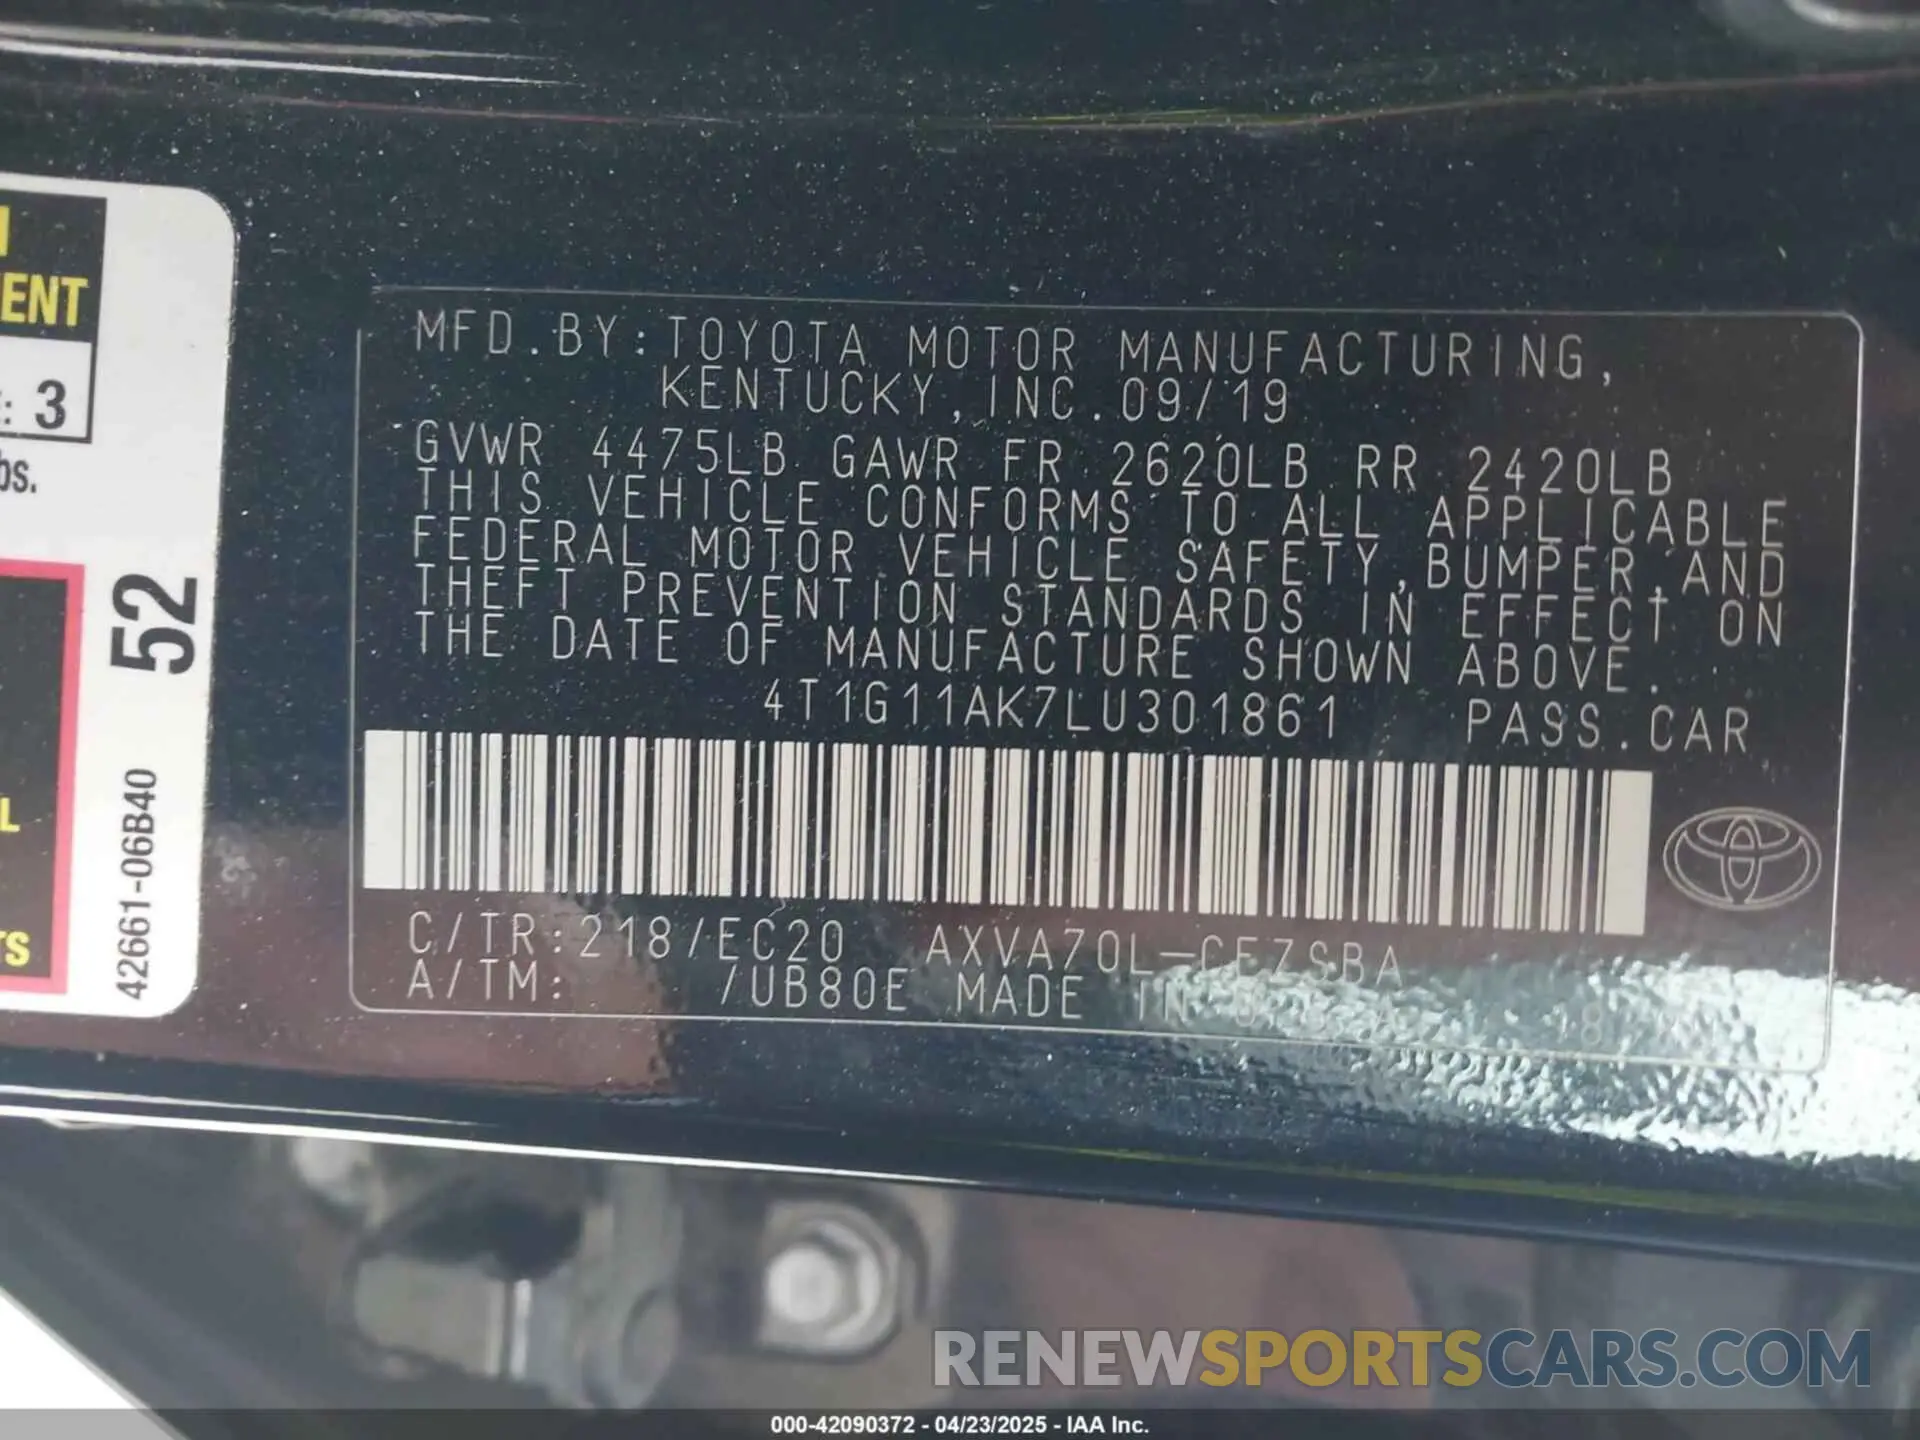 MFD.BY:TOYOTA MOTOR MANUFACTURING,
KENTUCKY,INC.09/19
GVWR 4475LB GAWR FR 2620LB RR 2420LB
THIS VEHICLE CONFORMS TO ALL APPLICABLE
FEDERAL MOTOR VEHICLE SAFETY,BUMPER,AND
THEFT PREVENTION STANDARDS IN EFFECT ON
THE DATE OF MANUFACTURE SHOWN ABOVE.
4T1G11AK7LU301861 PASS.CAR
C/TR:218/EC20 AXVA70L-CEZSBA
A/TM: /UB80E MADE IN
ENT
: 3
bs.
52
42661-06B40
L
TS
RENEWSPORTSCARS.COM
000-42090372 - 04/23/2025 - IAA Inc.